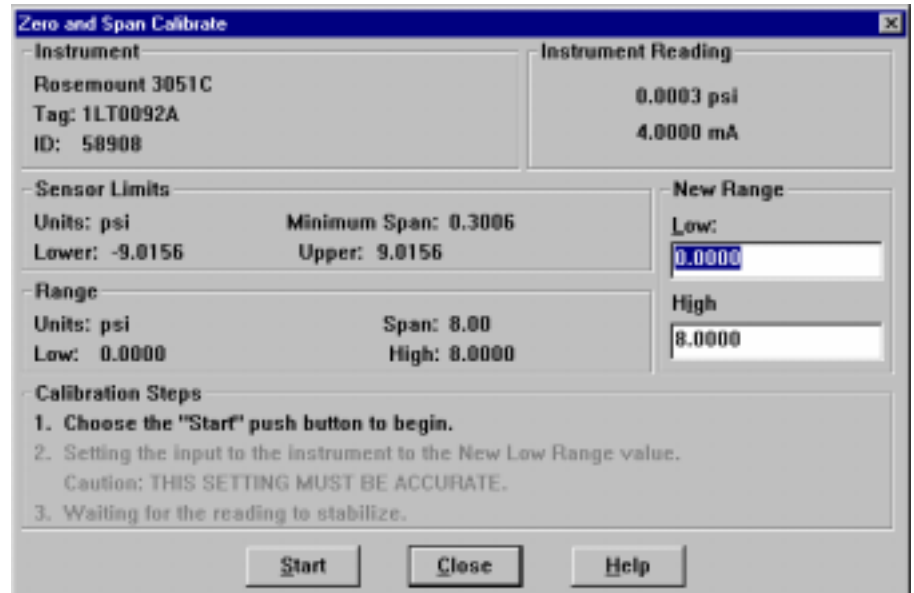 Zero and Span Calibrate
Instrument
Rosemount 3051C
Tag: 1LT0092A
ID: 58908
Instrument Reading
0.0003 psi
4.0000 mA
Sensor Limits
Units: psi Minimum Span: 0.3006
Lower: -9.0156 Upper: 9.0156
New Range
Low:
0.0000
High
8.0000
Range
Units: psi Span: 8.00
Low: 0.0000 High: 8.0000
Calibration Steps
1. Choose the "Start" push button to begin.
2. Setting the input to the instrument to the New Low Range value.
Caution: THIS SETTING MUST BE ACCURATE.
3. Waiting for the reading to stabilize.
Start Close Help